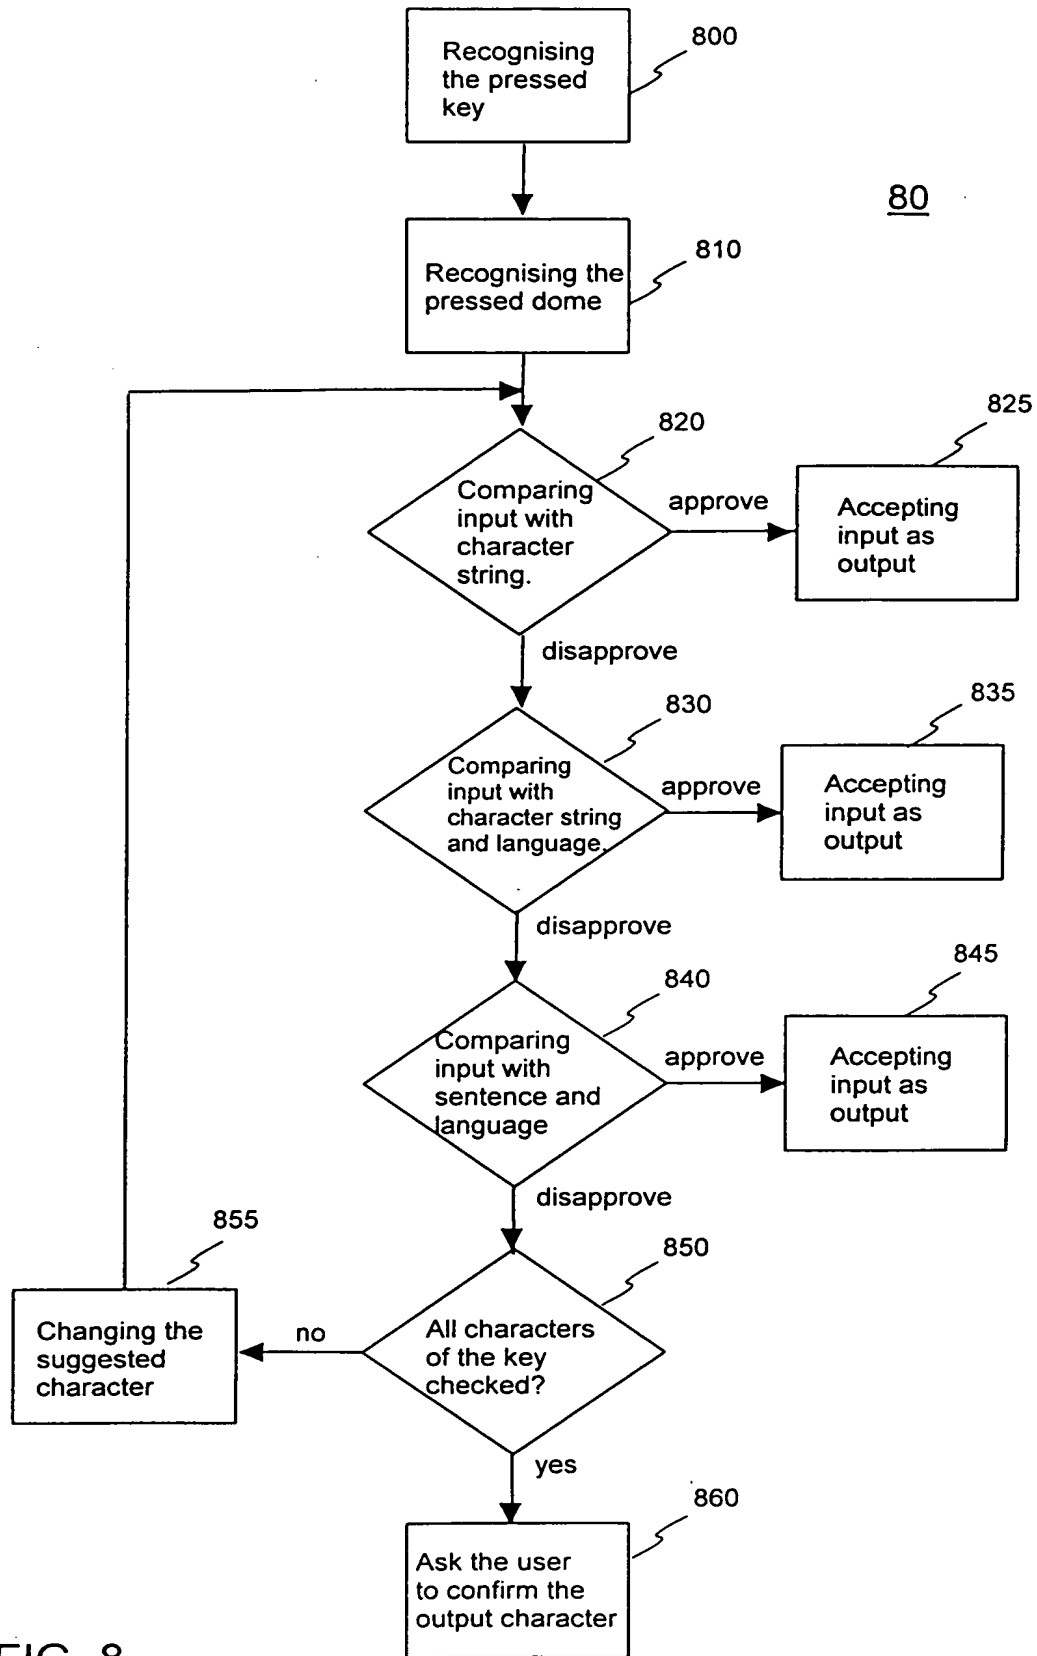 Recognising
the pressed
key
800
80
Recognising the
pressed dome
810
820
Comparing
input with
character
string.
approve
825
Accepting
input as
output
disapprove
830
Comparing
input with
character string
and language.
approve
835
Accepting
input as
output
disapprove
840
Comparing
input with
sentence and
language
approve
845
Accepting
input as
output
disapprove
850
All characters
of the key
checked?
no
855
Changing the
suggested
character
yes
860
Ask the user
to confirm the
output character
FIG. 8